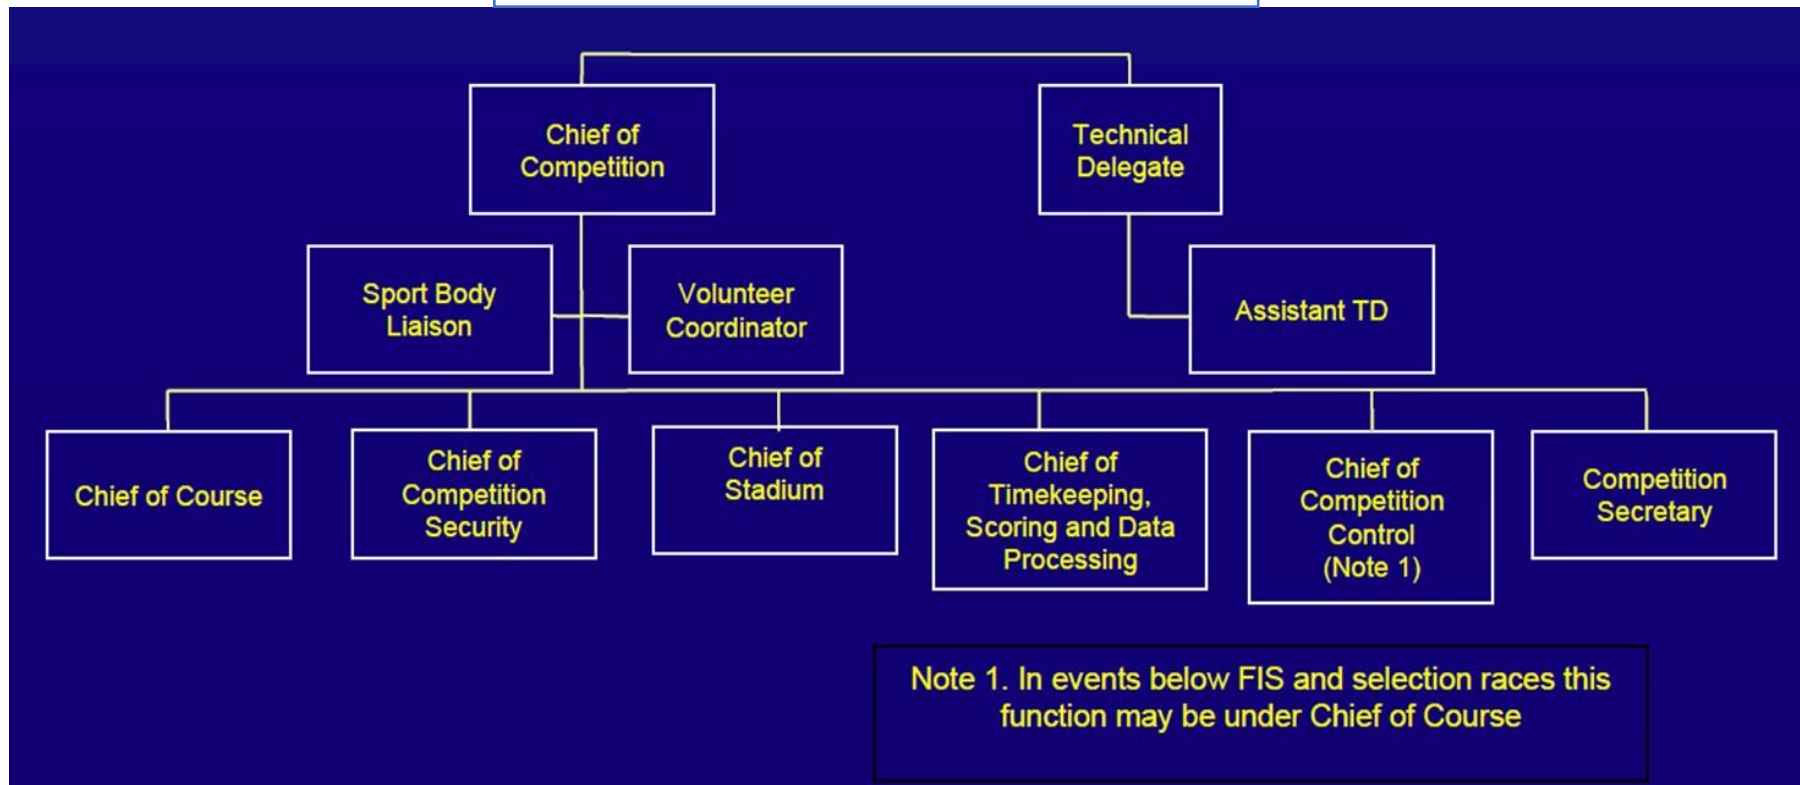 Chief of
Competition
Technical
Delegate
Sport Body
Liaison
Volunteer
Coordinator
Assistant TD
Chief of Course
Chief of
Competition
Security
Chief of
Stadium
Chief of
Timekeeping,
Scoring and Data
Processing
Chief of
Competition
Control
(Note 1)
Competition
Secretary
Note 1. In events below FIS and selection races this
function may be under Chief of Course